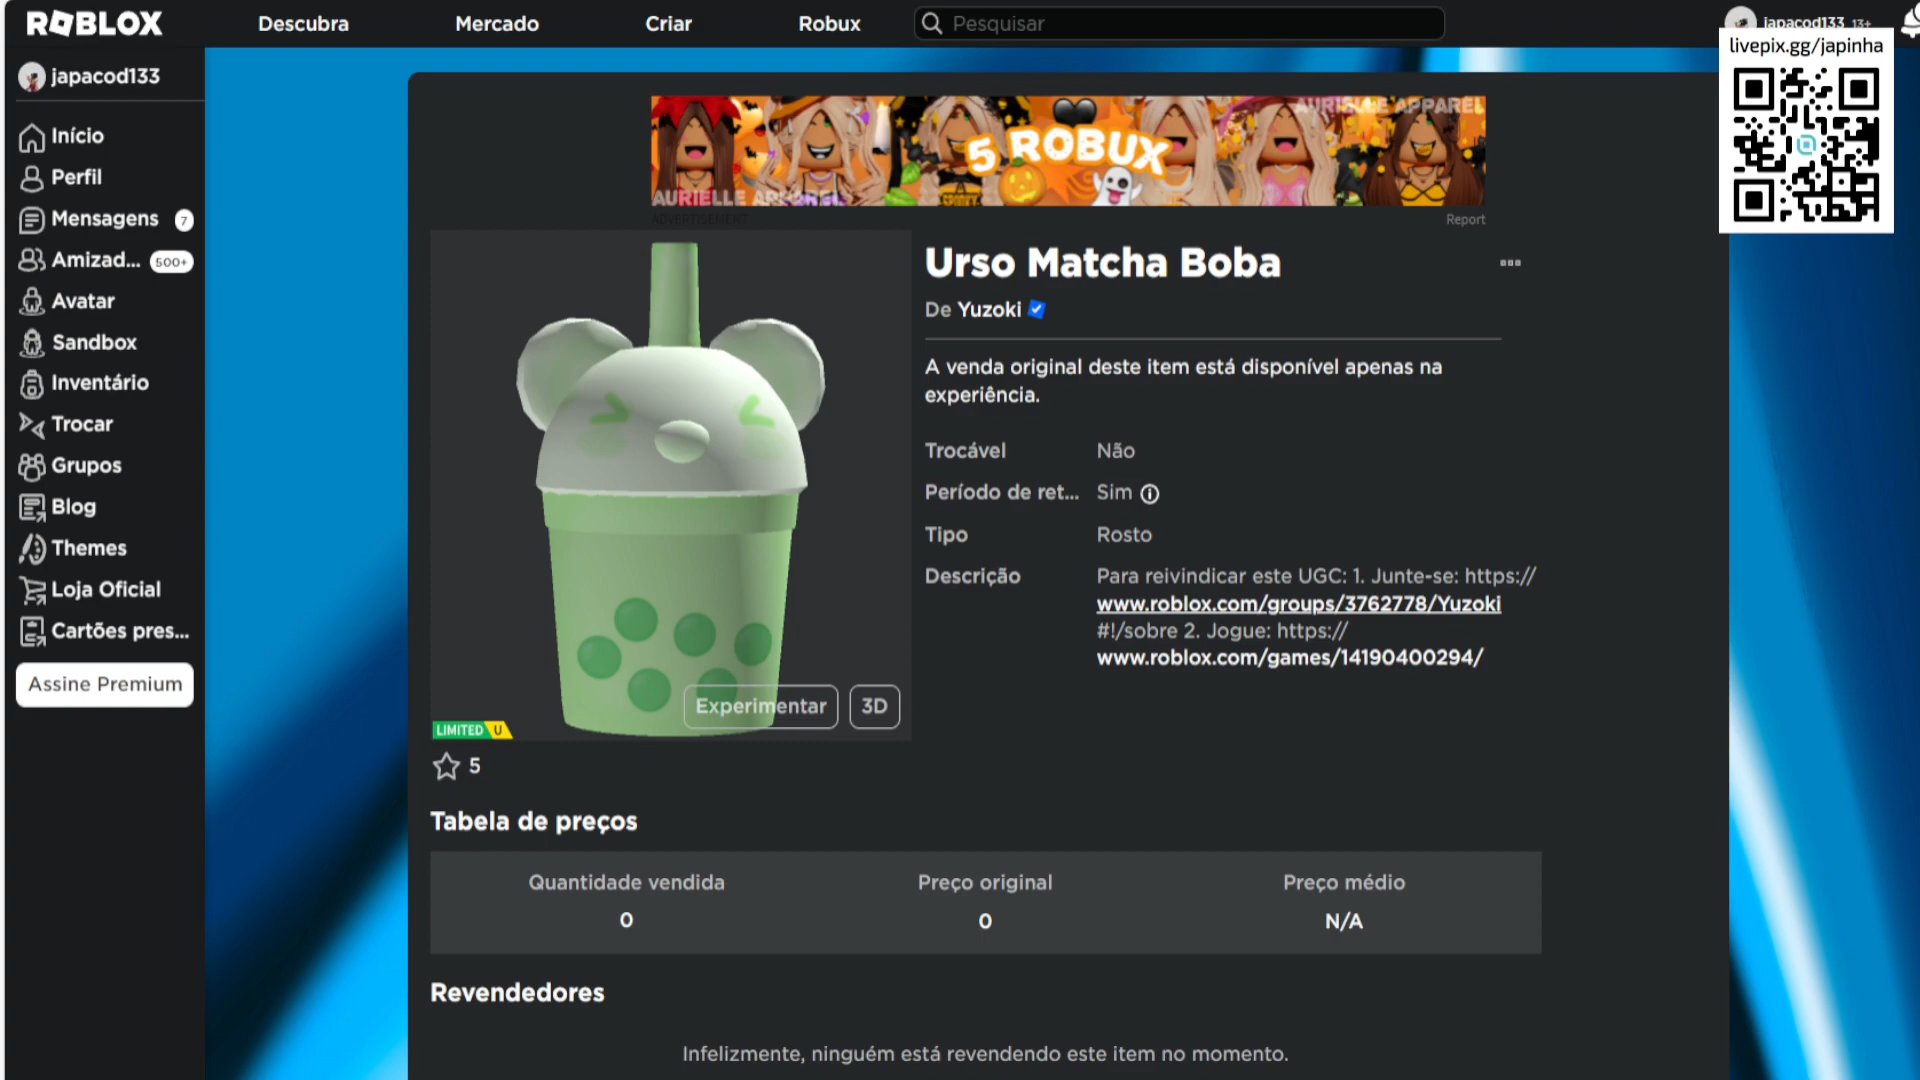 ROBLOX
Descubra
Mercado
Criar
Robux
Pesquisar
japacod133 13+
livepix.gg/japinha
japacod133
Início
Perfil
Mensagens 7
Amizad... 500+
Avatar
Sandbox
Inventário
Trocar
Grupos
Blog
Themes
Loja Oficial
Cartões pres...
Assine Premium
AURIELLE APPAREL
5 ROBUX
AURIELLE APPAREL
SPOOKY
ADVERTISEMENT
Report
Urso Matcha Boba
De Yuzoki
A venda original deste item está disponível apenas na
experiência.
Trocável Não
Período de ret... Sim
Tipo Rosto
Descrição Para reivindicar este UGC: 1. Junte-se: https://
www.roblox.com/groups/3762778/Yuzoki
#!/sobre 2. Jogue: https://
www.roblox.com/games/14190400294/
Experimentar
3D
LIMITED U
5
Tabela de preços
Quantidade vendida
0
Preço original
0
Preço médio
N/A
Revendedores
Infelizmente, ninguém está revendendo este item no momento.